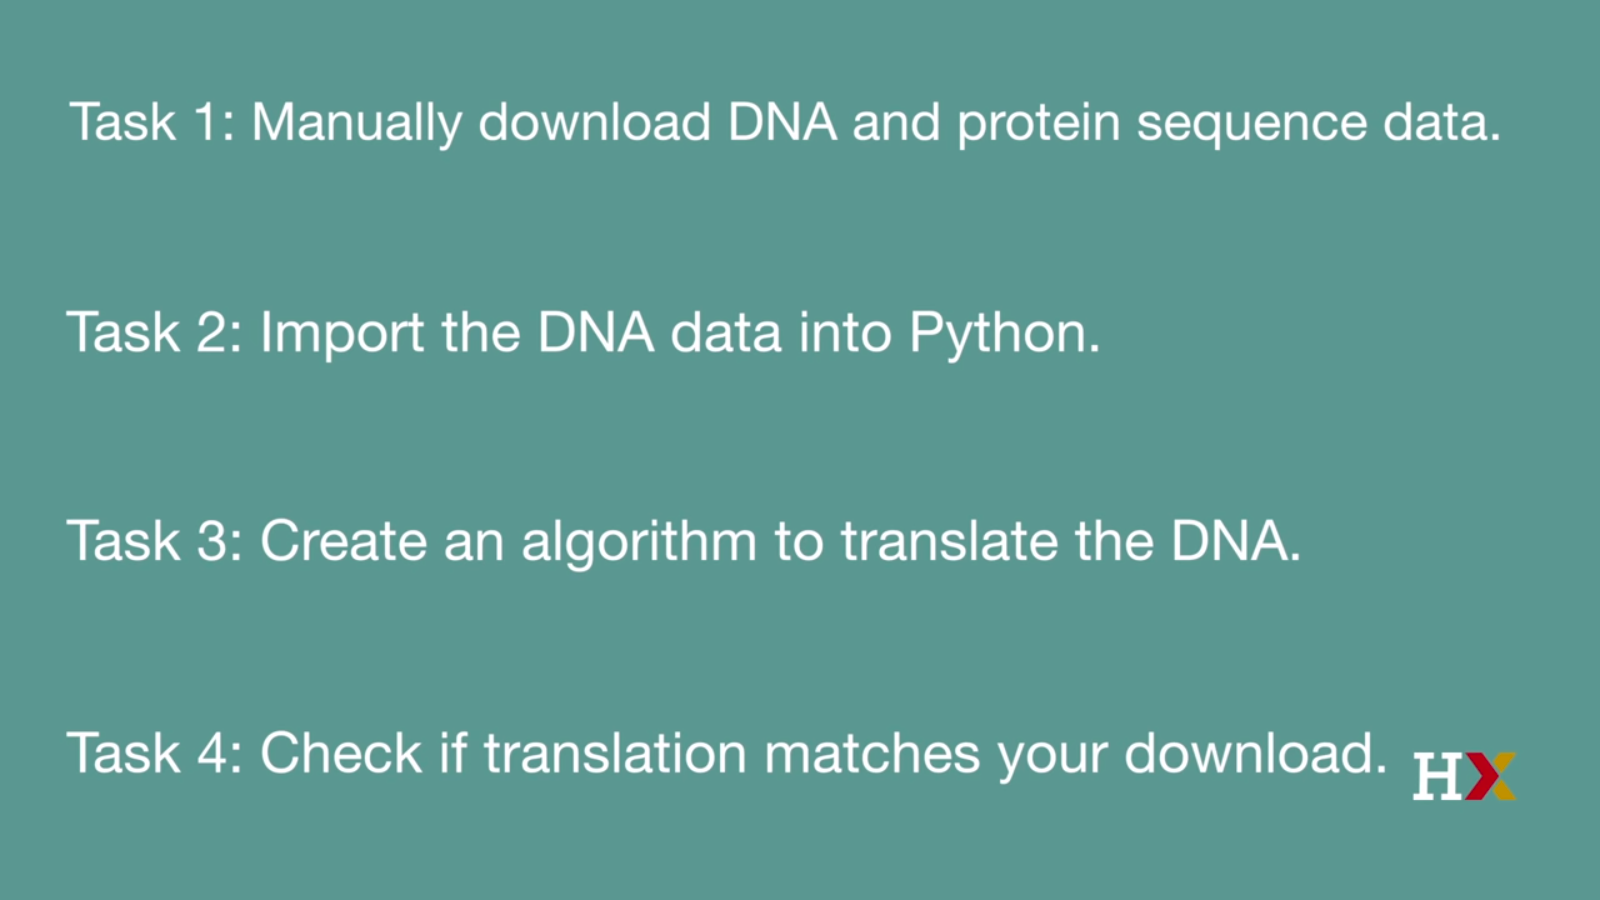 Task 1: Manually download DNA and protein sequence data.
Task 2: Import the DNA data into Python.
Task 3: Create an algorithm to translate the DNA.
Task 4: Check if translation matches your download.
HX